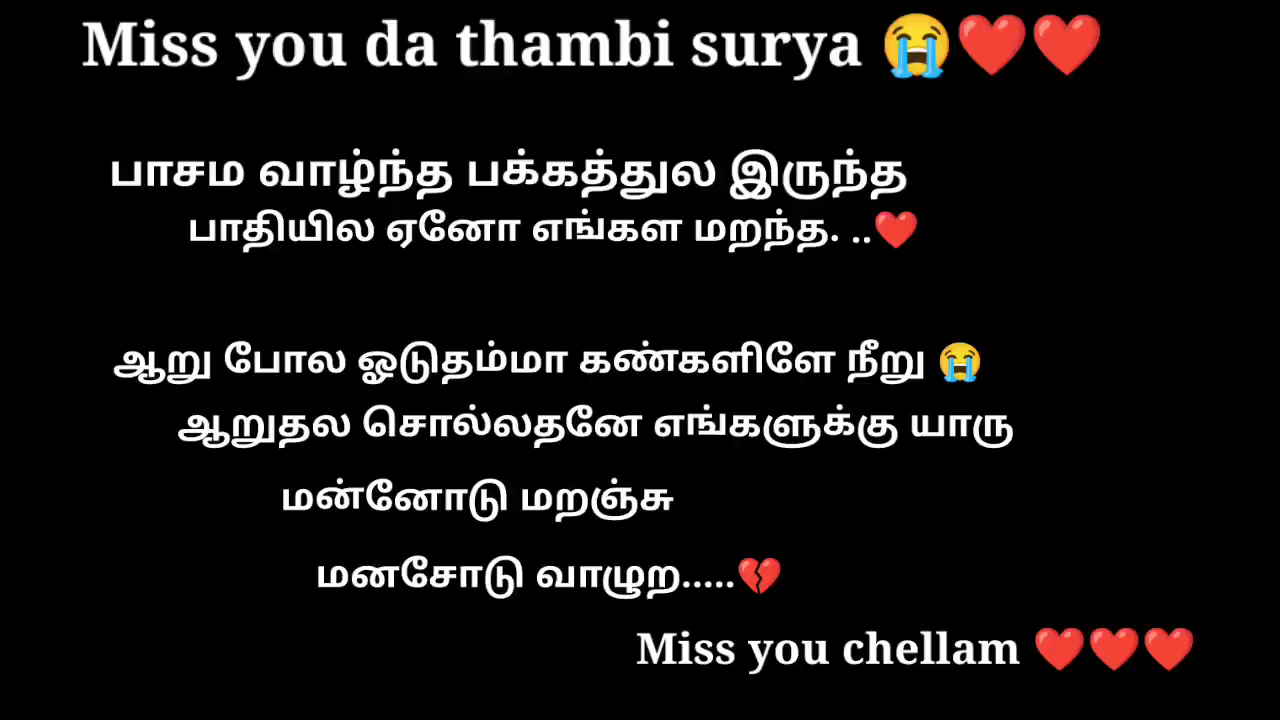 Miss you da thambi surya 😭❤️❤️
பாசம வாழ்ந்த பக்கத்துல இருந்த
பாதியில ஏனோ எங்கள மறந்த. ..❤️
ஆறு போல ஓடுதம்மா கண்களிளே நீறு 😭
ஆறுதல சொல்லதனே எங்களுக்கு யாரு
மன்னோடு மறஞ்சு
மனசோடு வாழுற.....💔
Miss you chellam ❤️❤️❤️